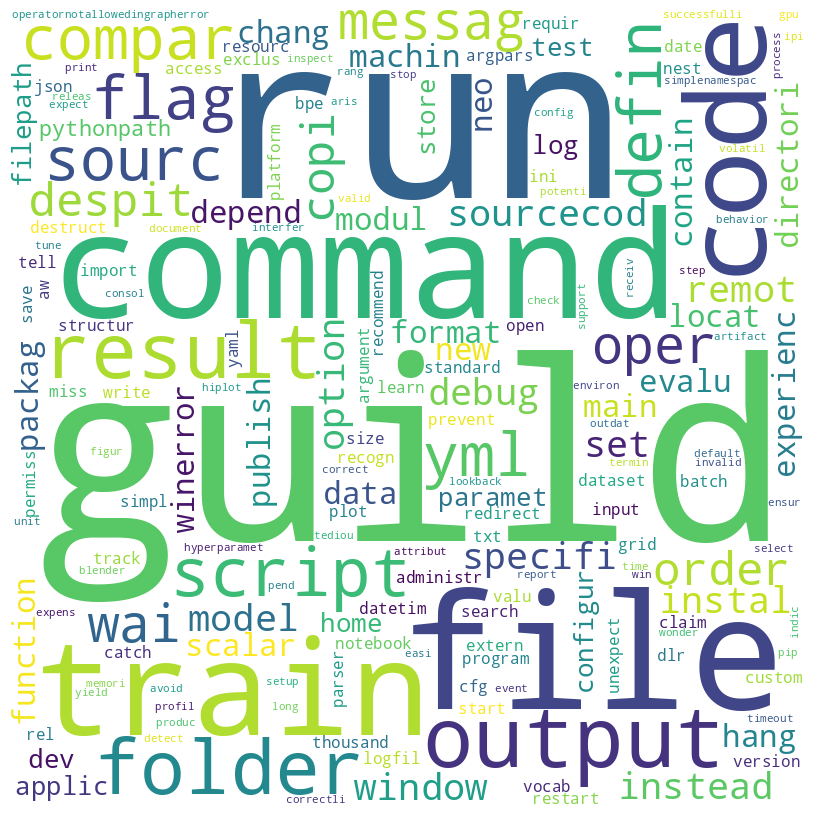 operatornotallowedingrapherror
compar
messag
requir
successfulli
gpu
ipi
chang
resourc
machin
argpars
test
date
nest
process
code
print
access
exclus
inspect
rang
stop
run
defin
simplenamespac
json
filepath
expect
releas
flag
bpe
aris
neo
store
config
pythonpath
platform
copi
log
contain
volatil
directori
sourc
ini
potenti
despit
depend
valid
modul
sourcecod
destruct
document
interfer
behavior
tune
tell
import
command
receiv
step
remot
aw
save
consol
check
support
locat
structur
option
recommend
format
open
artifact
result
yaml
argument
new
standard
oper
experienc
packag
miss
write
hiplot
learn
debug
environ
evalu
winerror
publish
prevent
main
outdat
figur
size
recogn
guild
yml
set
default
invalid
termin
permiss
correct
lookback
dataset
batch
simpl
data
paramet
plot
redirect
input
ensur
unit
tediou
txt
hyperparamet
attribut
specifi
grid
select
track
blender
script
pend
administr
report
win
time
order
function
expens
datetim
valu
search
configur
instal
wai
model
home
file
claim
indic
catch
scalar
notebook
extern
unexpect
wonder
easi
program
dlr
pip
train
parser
memori
yield
avoid
setup
cfg
event
custom
profil
produc
long
start
timeout
rel
detect
thousand
output
hang
dev
logfil
version
applic
folder
window
vocab
instead
correctli
restart